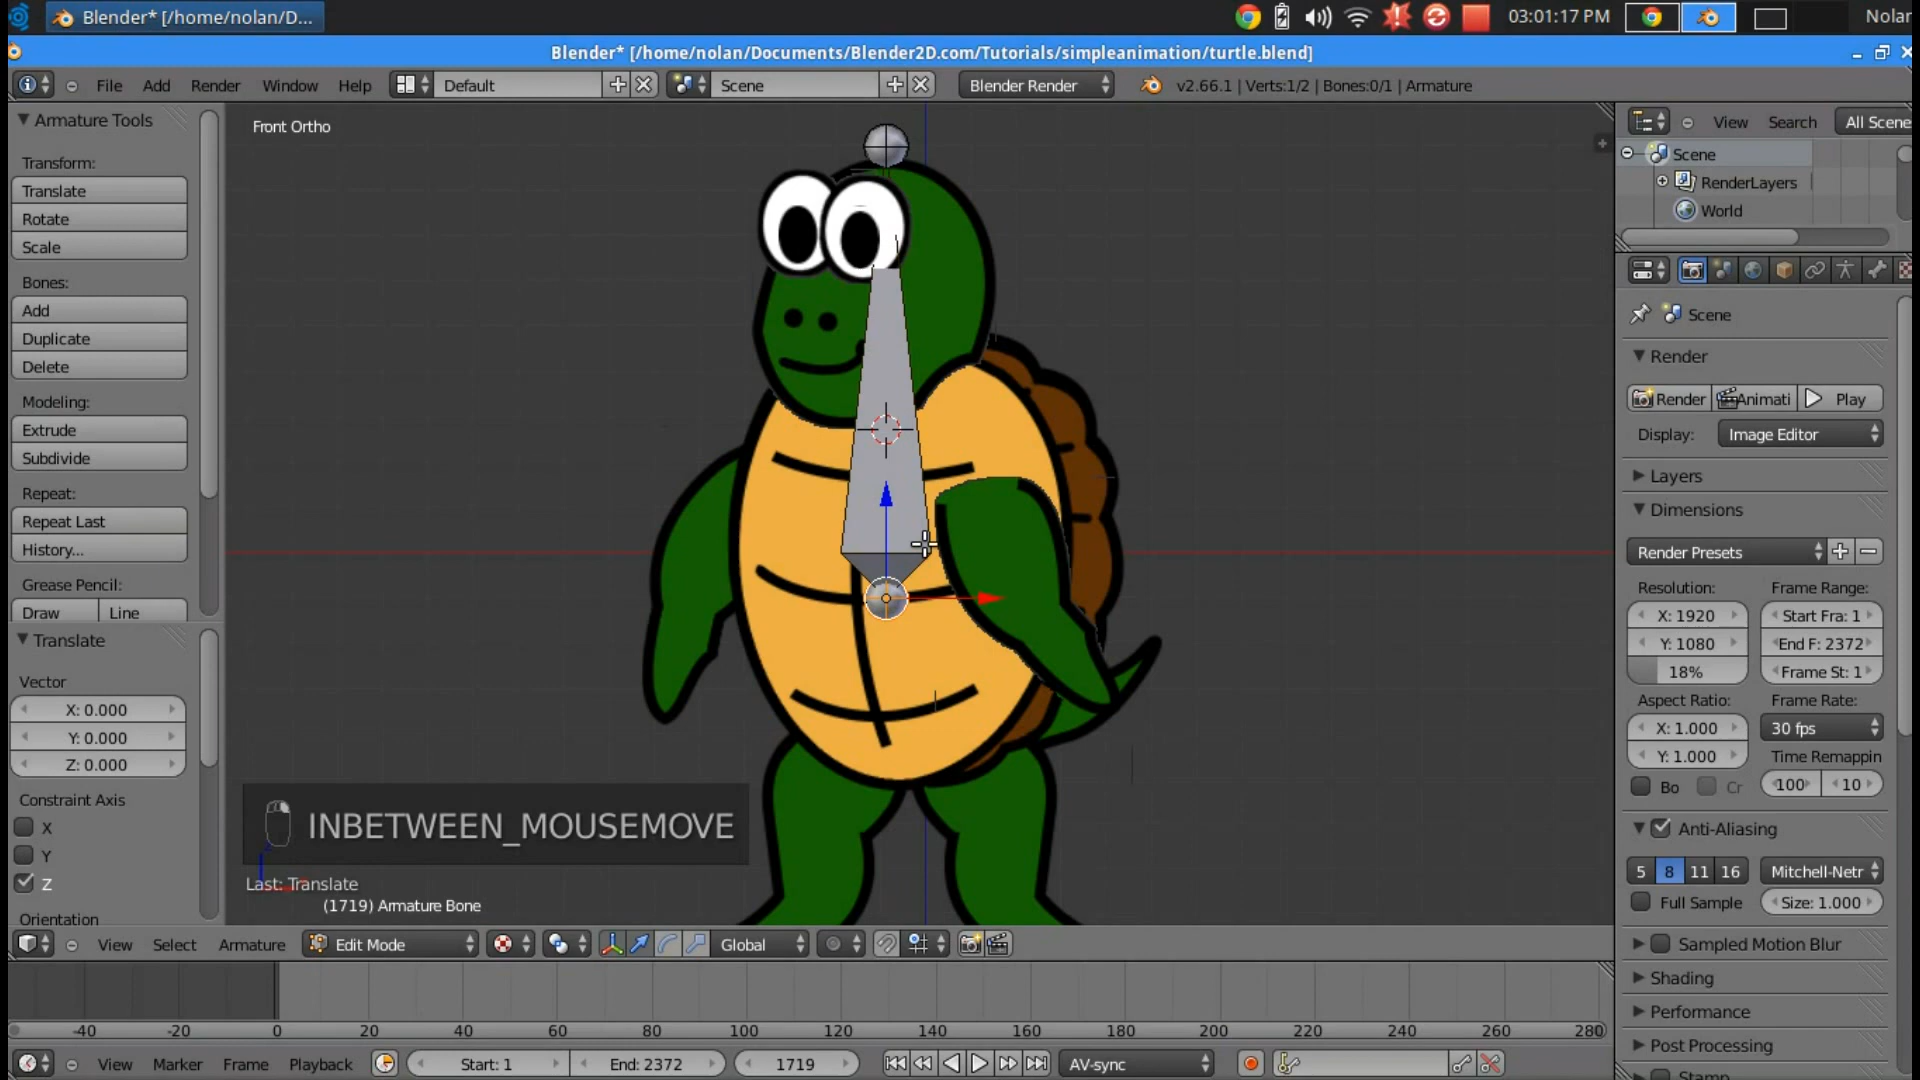 Blender* [/home/nolan/D...
03:01:17 PM
Nolan
Blender* [/home/nolan/Documents/Blender2D.com/Tutorials/simpleanimation/turtle.blend]
File Add Render Window Help Default Scene Blender Render v2.66.1 | Verts:1/2 | Bones:0/1 | Armature
Armature Tools
Transform:
Translate
Rotate
Scale
Bones:
Add
Duplicate
Delete
Modeling:
Extrude
Subdivide
Repeat:
Repeat Last
History...
Grease Pencil:
Draw Line
Translate
Vector
X: 0.000
Y: 0.000
Z: 0.000
Constraint Axis
X
Y
Z
Orientation
Front Ortho
INBETWEEN_MOUSEMOVE
Last: Translate
(1719) Armature Bone
View Select Armature Edit Mode Global
-40 -20 0 20 40 60 80 100 120 140 160 180 200 220 240 260 280
View Marker Frame Playback Start: 1 End: 2372 1719 AV-sync
View Search All Scene
Scene
RenderLayers
World
Scene
Render
Render Animati Play
Display: Image Editor
Layers
Dimensions
Render Presets
Resolution: Frame Range:
X: 1920 Start Fra: 1
Y: 1080 End F: 2372
18% Frame St: 1
Aspect Ratio: Frame Rate:
X: 1.000 30 fps
Y: 1.000 Time Remappin
Bo Cr 100 10
Anti-Aliasing
5 8 11 16 Mitchell-Netr
Full Sample Size: 1.000
Sampled Motion Blur
Shading
Performance
Post Processing
Stamp